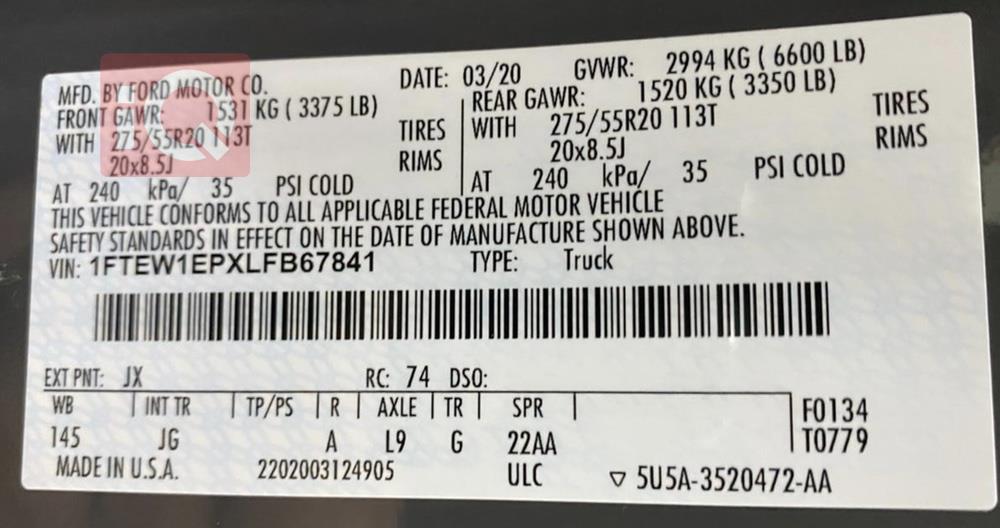 MFD. BY FORD MOTOR CO. DATE: 03/20 GVWR: 2994 KG ( 6600 LB)
FRONT GAWR: 1531 KG ( 3375 LB) REAR GAWR: 1520 KG ( 3350 LB)
WITH 275/55R20 113T TIRES WITH 275/55R20 113T TIRES
20x8.5J RIMS 20x8.5J RIMS
AT 240 kPa/ 35 PSI COLD AT 240 kPa/ 35 PSI COLD
THIS VEHICLE CONFORMS TO ALL APPLICABLE FEDERAL MOTOR VEHICLE
SAFETY STANDARDS IN EFFECT ON THE DATE OF MANUFACTURE SHOWN ABOVE.
VIN: 1FTEW1EPXLFB67841 TYPE: Truck
EXT PNT: JX RC: 74 DSO:
WB INT TR TP/PS R AXLE TR SPR F0134
145 JG A L9 G 22AA T0779
MADE IN U.S.A. 2202003124905 ULC ▽ 5U5A-3520472-AA